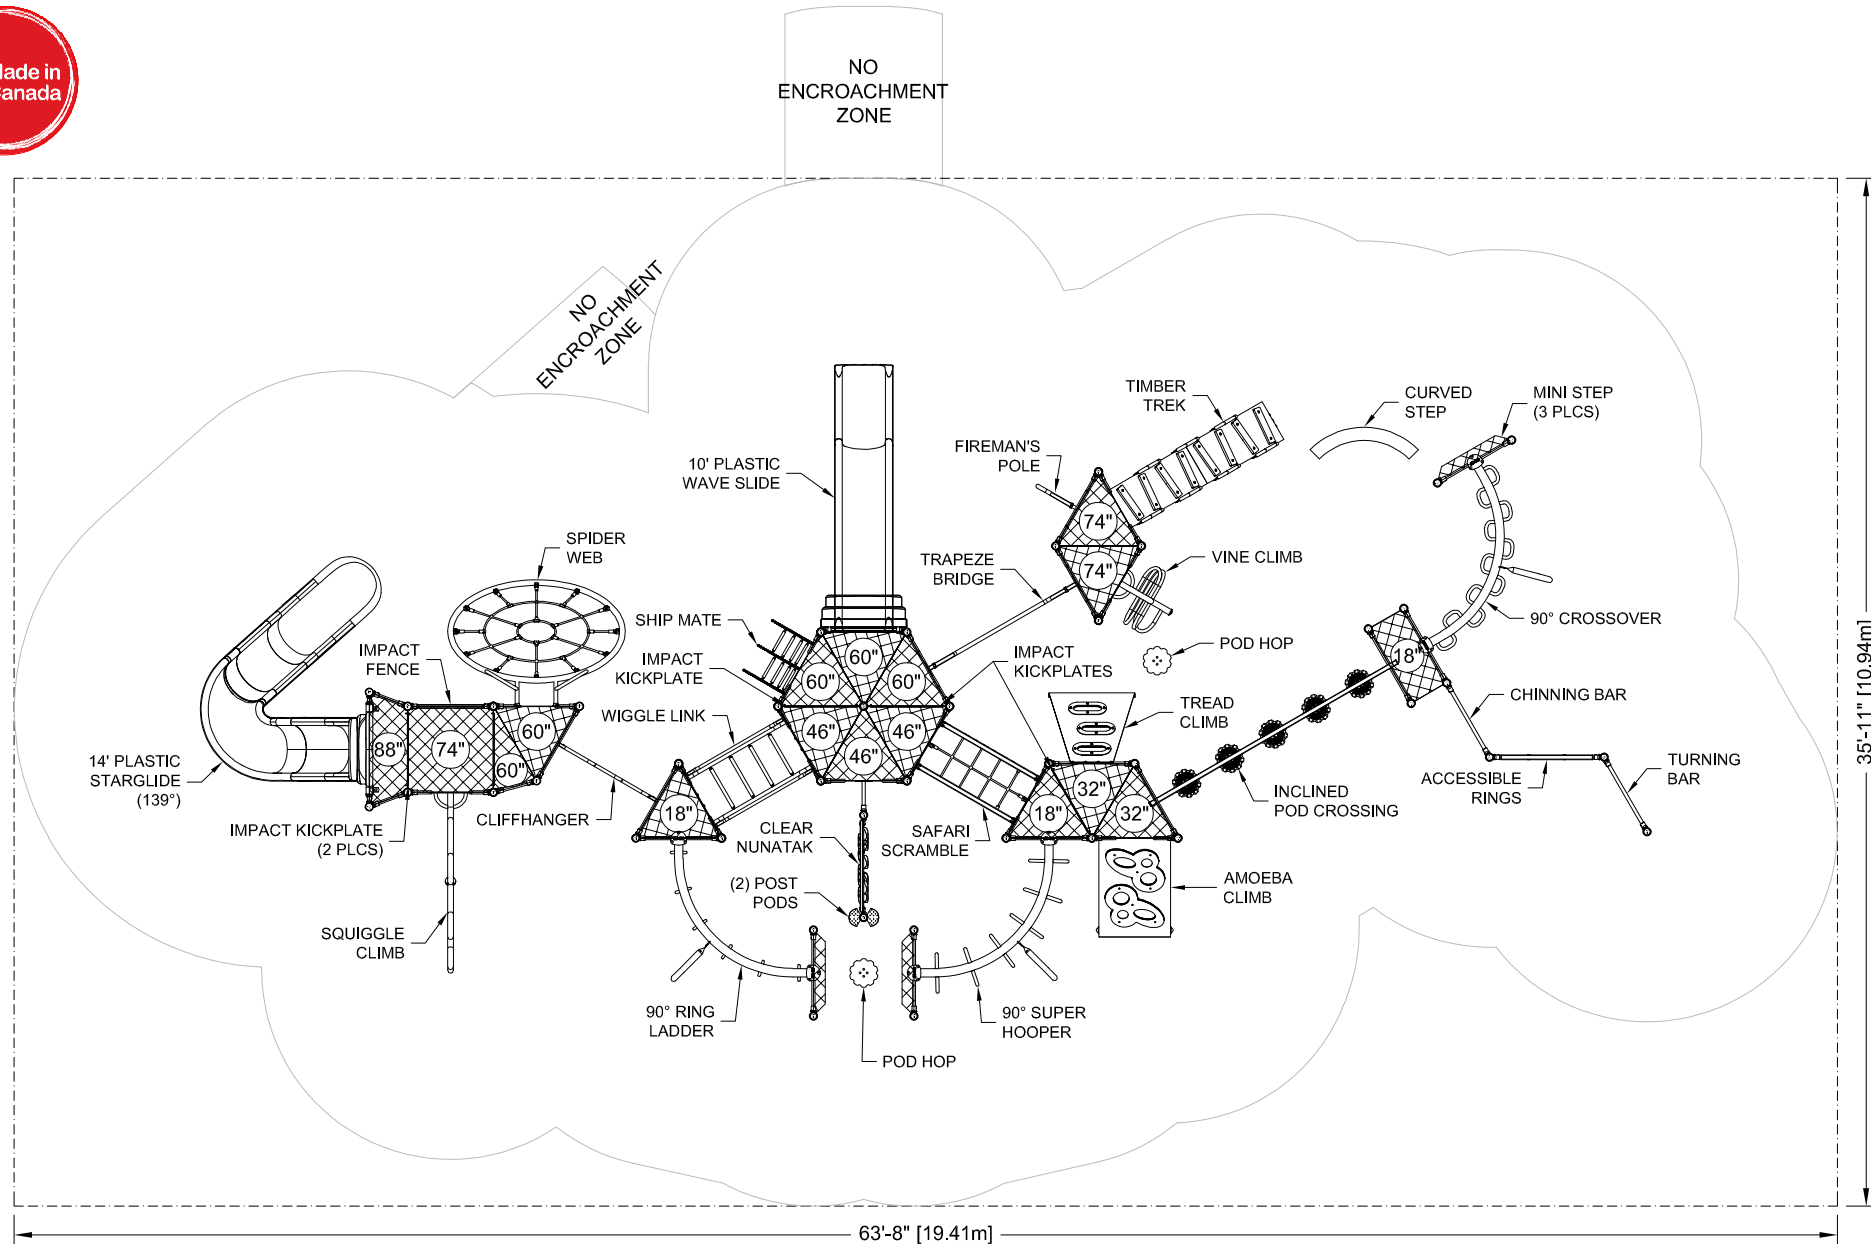 Made in
Canada
NO
ENCROACHMENT
ZONE
NO
ENCROACHMENT
ZONE
TIMBER
TREK
CURVED
STEP
MINI STEP
(3 PLCS)
FIREMAN'S
POLE
10' PLASTIC
WAVE SLIDE
74"
SPIDER
WEB
TRAPEZE
BRIDGE
74"
VINE CLIMB
SHIP MATE
90° CROSSOVER
IMPACT
FENCE
IMPACT
KICKPLATE
60"
60"
60"
IMPACT
KICKPLATES
POD HOP
18"
CHINNING BAR
WIGGLE LINK
TREAD
CLIMB
88"
74"
60"
60"
46"
46"
46"
14' PLASTIC
STARGLIDE
(139°)
ACCESSIBLE
RINGS
TURNING
BAR
35'-11" [10.94m]
32"
32"
18"
18"
INCLINED
POD CROSSING
CLIFFHANGER
IMPACT KICKPLATE
(2 PLCS)
CLEAR
NUNATAK
SAFARI
SCRAMBLE
(2) POST
PODS
AMOEBA
CLIMB
SQUIGGLE
CLIMB
90° RING
LADDER
90° SUPER
HOOPER
POD HOP
63'-8" [19.41m]